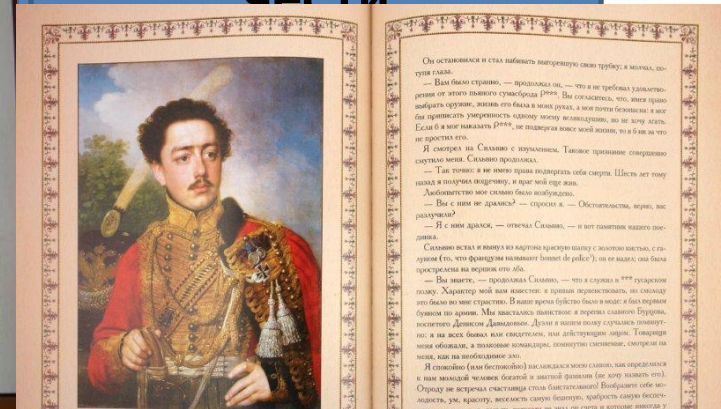 ЧЕСТИ
Он остановился и стал набивать выгоревшую свою трубку; я молчал, по-
тупя глаза.
— Вам было странно, — продолжал он, — что я не требовал удовлетво-
рения от этого пьяного сумасброда Р***. Вы согласитесь, что, имея право
выбрать оружие, жизнь его была в моих руках, а моя почти безопасна: я мог
бы приписать умеренность одному моему великодушию, но не хочу лгать.
Если б я мог наказать Р***, не подвергая вовсе моей жизни, то я б ни за что
не простил его.
Я смотрел на Сильвио с изумлением. Таковое признание совершенно
смутило меня. Сильвио продолжал.
— Так точно: я не имею права подвергать себя смерти. Шесть лет тому
назад я получил пощечину, и враг мой еще жив.
Любопытство мое сильно было возбуждено.
— Вы с ним не дрались? — спросил я. — Обстоятельства, верно, вас
разлучили?
— Я с ним дрался, — отвечал Сильвио, — и вот памятник нашего пое-
динка.
Сильвио встал и вынул из картона красную шапку с золотою кистью, с га-
луном (то, что французы называют bonnet de police); он ее надел; она была
прострелена на вершок ото лба.
— Вы знаете, — продолжал Сильвио, — что я служил в *** гусарском
полку. Характер мой вам известен: я привык первенствовать, но смолоду
это было во мне страстию. В наше время буйство было в моде: я был первым
буяном по армии. Мы хвастались пьянством: я перепил славного Бурцова,
воспетого Денисом Давыдовым. Дуэли в нашем полку случались поминут-
но: я на всех бывал или свидетелем, или действующим лицом. Товарищи
меня обожали, а полковые командиры, поминутно сменяемые, смотрели на
меня, как на необходимое зло.
Я спокойно (или беспокойно) наслаждался моею славою, как определился
к нам молодой человек богатой и знатной фамилии (не хочу назвать его).
Отроду не встречал счастливца столь блистательного! Вообразите себе мо-
лодость, ум, красоту, веселость самую бешеную, храбрость самую беспеч-